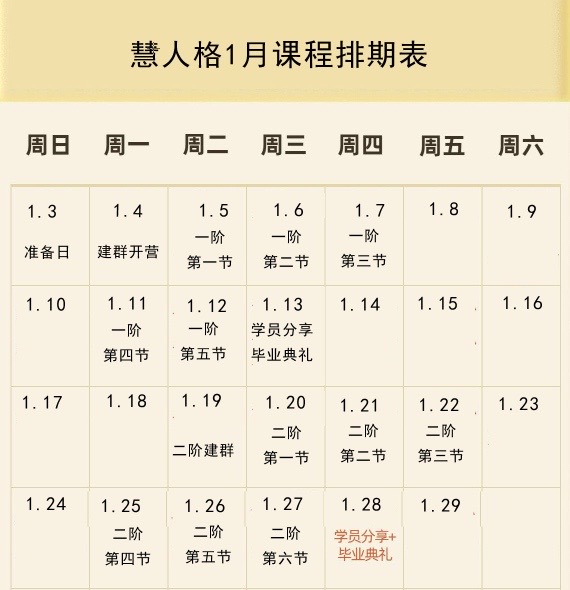 慧人格1月课程排期表
周日 周一 周二 周三 周四 周五 周六
1.3 1.4 1.5 1.6 1.7 1.8 1.9
一阶 一阶 一阶
准备日 建群开营 第一节 第二节 第三节
1.10 1.11 1.12 1.13 1.14 1.15 1.16
一阶 一阶 学员分享
第四节 第五节 毕业典礼
1.17 1.18 1.19 1.20 1.21 1.22 1.23
二阶 二阶 二阶
二阶建群 第一节 第二节 第三节
1.24 1.25 1.26 1.27 1.28 1.29
二阶 二阶 二阶 学员分享+
第四节 第五节 第六节 毕业典礼